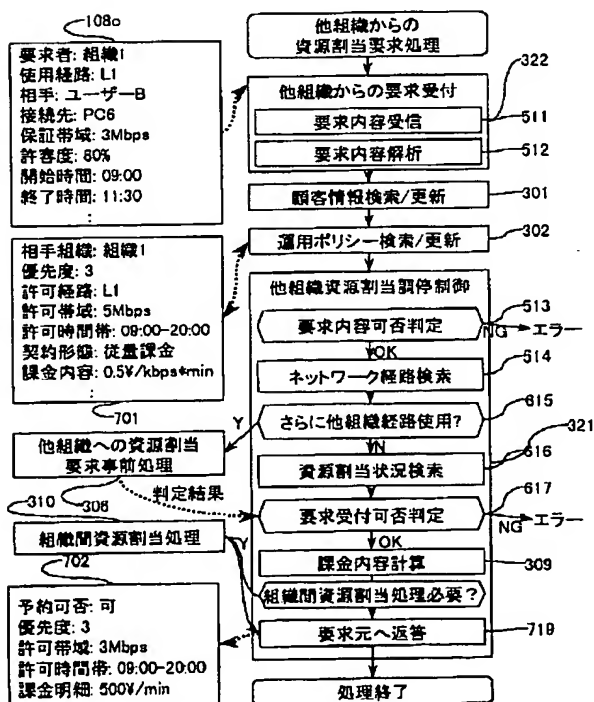 108c
要求者: 組織1
使用経路: L1
相手: ユーザーB
接続先: PC6
保証帯域: 3Mbps
許容度: 80%
開始時間: 09:00
終了時間: 11:30
:
相手組織: 組織1
優先度: 3
許可経路: L1
許可帯域: 5Mbps
許可時間帯: 09:00-20:00
契約形態: 従量課金
課金内容: 0.5¥/kbps*min
:
701
他組織への資源割当
要求事前処理
310
308
判定結果
組織間資源割当処理
702
予約可否: 可
優先度: 3
許可帯域: 3Mbps
許可時間帯: 09:00-20:00
課金明細: 500¥/min
他組織からの
資源割当要求処理
322
他組織からの要求受付
要求内容受信
511
要求内容解析
512
顧客情報検索/更新
301
運用ポリシー検索/更新
302
他組織資源割当調停制御
要求内容可否判定
513
NG
エラー
OK
ネットワーク経路検索
514
さらに他組織経路使用?
615
Y
N
321
資源割当状況検索
616
要求受付可否判定
617
NG
エラー
OK
課金内容計算
309
組織間資源割当処理必要?
Y
要求元へ返答
719
処理終了